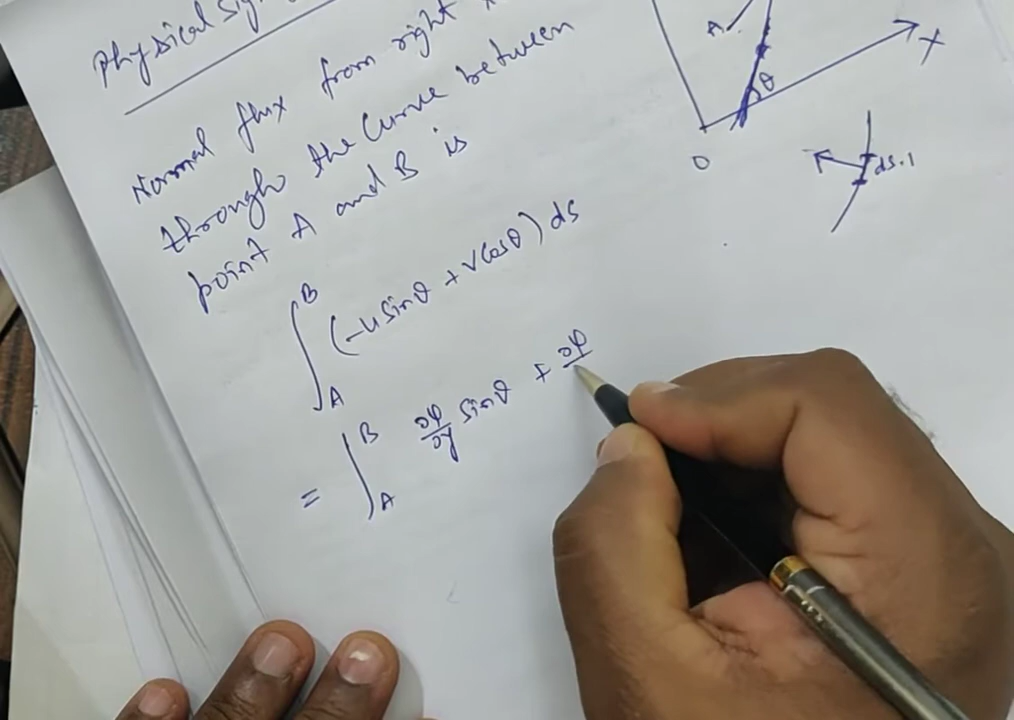 Physical Sig
Normal flux from right
through the Curve between
point A and B is
∫_A^B (-u Sinθ + v Cosθ) ds
= ∫_A^B ∂ψ/∂y Sinθ + ∂ψ
A
θ
X
O
ds.1